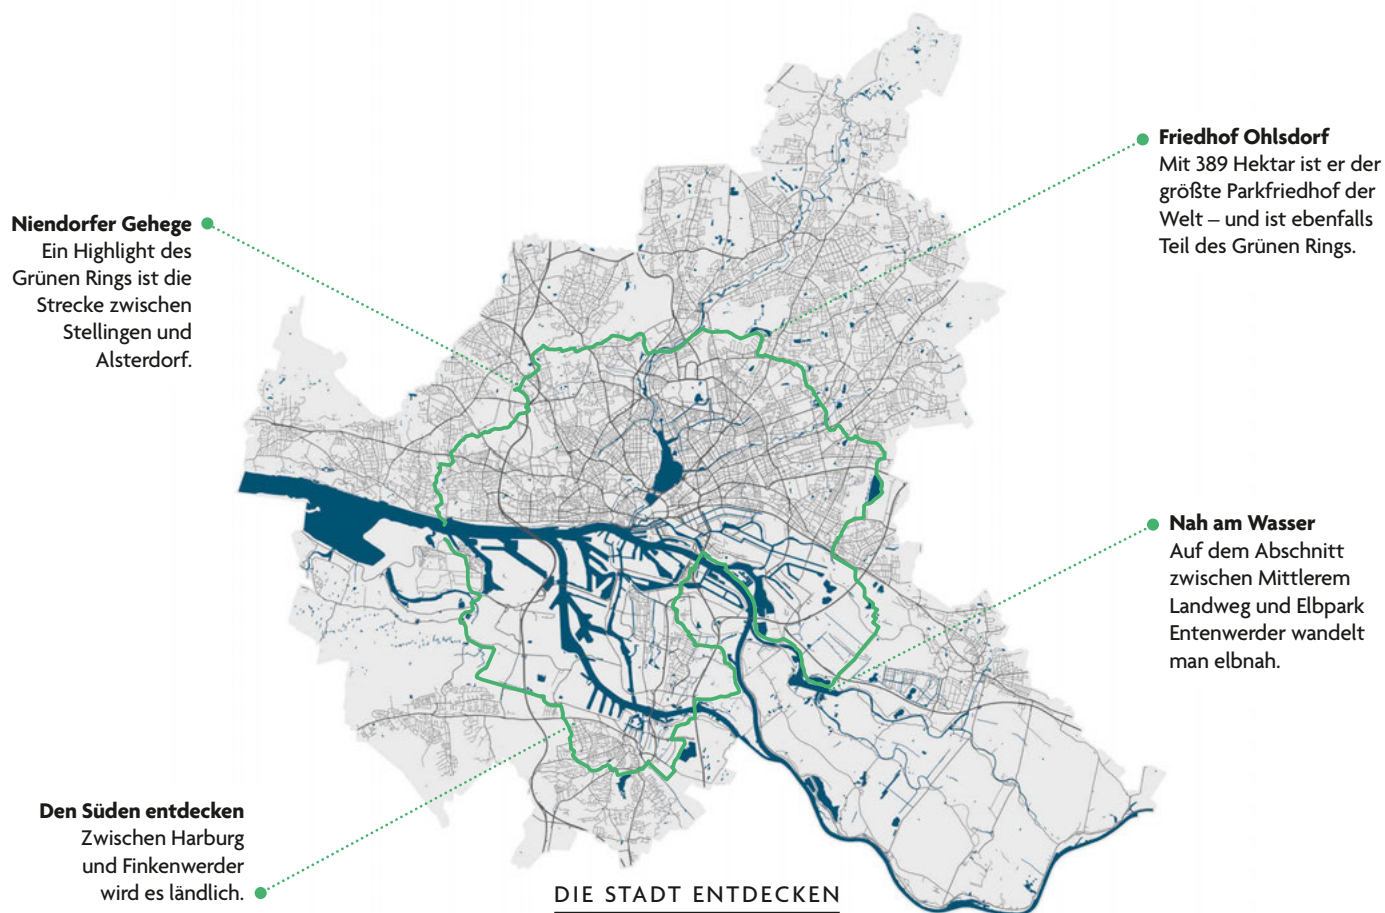 Friedhof Ohlsdorf
Mit 389 Hektar ist er der
größte Parkfriedhof der
Welt – und ist ebenfalls
Teil des Grünen Rings.
Niendorfer Gehege
Ein Highlight des
Grünen Rings ist die
Strecke zwischen
Stellingen und
Alsterdorf.
Nah am Wasser
Auf dem Abschnitt
zwischen Mittlerem
Landweg und Elbpark
Entenwerder wandelt
man elbnah.
Den Süden entdecken
Zwischen Harburg
und Finkenwerder
wird es ländlich.
DIE STADT ENTDECKEN